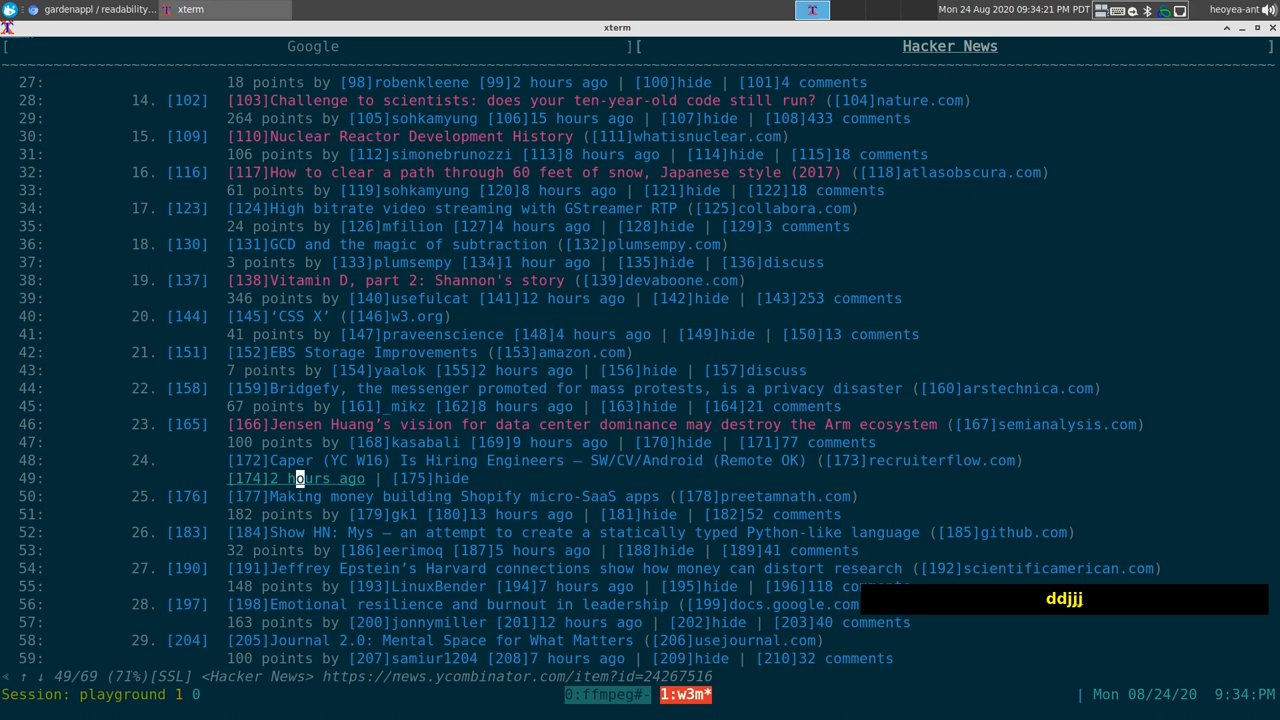 gardenappl / readability... xterm Mon 24 Aug 2020 09:34:21 PM PDT heoyea-ant
xterm
[ Google ][ Hacker News ]
27: 18 points by [98]robenkleene [99]2 hours ago | [100]hide | [101]4 comments
28: 14. [102] [103]Challenge to scientists: does your ten-year-old code still run? ([104]nature.com)
29: 264 points by [105]sohkamyung [106]15 hours ago | [107]hide | [108]433 comments
30: 15. [109] [110]Nuclear Reactor Development History ([111]whatisnuclear.com)
31: 106 points by [112]simonebrunozzi [113]8 hours ago | [114]hide | [115]18 comments
32: 16. [116] [117]How to clear a path through 60 feet of snow, Japanese style (2017) ([118]atlasobscura.com)
33: 61 points by [119]sohkamyung [120]8 hours ago | [121]hide | [122]18 comments
34: 17. [123] [124]High bitrate video streaming with GStreamer RTP ([125]collabora.com)
35: 24 points by [126]mfilion [127]4 hours ago | [128]hide | [129]3 comments
36: 18. [130] [131]GCD and the magic of subtraction ([132]plumsempy.com)
37: 3 points by [133]plumsempy [134]1 hour ago | [135]hide | [136]discuss
38: 19. [137] [138]Vitamin D, part 2: Shannon's story ([139]devaboone.com)
39: 346 points by [140]usefulcat [141]12 hours ago | [142]hide | [143]253 comments
40: 20. [144] [145]‘CSS X’ ([146]w3.org)
41: 41 points by [147]praveenscience [148]4 hours ago | [149]hide | [150]13 comments
42: 21. [151] [152]EBS Storage Improvements ([153]amazon.com)
43: 7 points by [154]yaalok [155]2 hours ago | [156]hide | [157]discuss
44: 22. [158] [159]Bridgefy, the messenger promoted for mass protests, is a privacy disaster ([160]arstechnica.com)
45: 67 points by [161]_mikz [162]8 hours ago | [163]hide | [164]21 comments
46: 23. [165] [166]Jensen Huang’s vision for data center dominance may destroy the Arm ecosystem ([167]semianalysis.com)
47: 100 points by [168]kasabali [169]9 hours ago | [170]hide | [171]77 comments
48: 24. [172]Caper (YC W16) Is Hiring Engineers – SW/CV/Android (Remote OK) ([173]recruiterflow.com)
49: [174]2 hours ago | [175]hide
50: 25. [176] [177]Making money building Shopify micro-SaaS apps ([178]preetamnath.com)
51: 182 points by [179]gk1 [180]13 hours ago | [181]hide | [182]52 comments
52: 26. [183] [184]Show HN: Mys – an attempt to create a statically typed Python-like language ([185]github.com)
53: 32 points by [186]eerimoq [187]5 hours ago | [188]hide | [189]41 comments
54: 27. [190] [191]Jeffrey Epstein’s Harvard connections show how money can distort research ([192]scientificamerican.com)
55: 148 points by [193]LinuxBender [194]7 hours ago | [195]hide | [196]118
56: 28. [197] [198]Emotional resilience and burnout in leadership ([199]docs.google.com
ddjjj
57: 163 points by [200]jonnymiller [201]12 hours ago | [202]hide | [203]40 comments
58: 29. [204] [205]Journal 2.0: Mental Space for What Matters ([206]usejournal.com)
59: 100 points by [207]samiur1204 [208]7 hours ago | [209]hide | [210]32 comments
« ↑ ↓ 49/69 (71%)[SSL] <Hacker News> https://news.ycombinator.com/item?id=24267516
Session: playground 1 0 0:ffmpeg#- 1:w3m* | Mon 08/24/20 9:34 PM